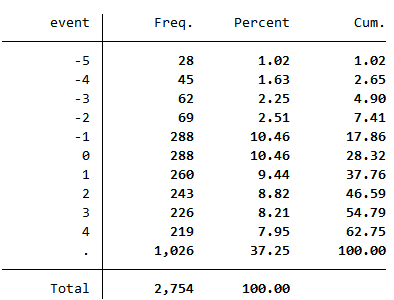 event Freq. Percent Cum.
-5 28 1.02 1.02
-4 45 1.63 2.65
-3 62 2.25 4.90
-2 69 2.51 7.41
-1 288 10.46 17.86
0 288 10.46 28.32
1 260 9.44 37.76
2 243 8.82 46.59
3 226 8.21 54.79
4 219 7.95 62.75
. 1,026 37.25 100.00
Total 2,754 100.00